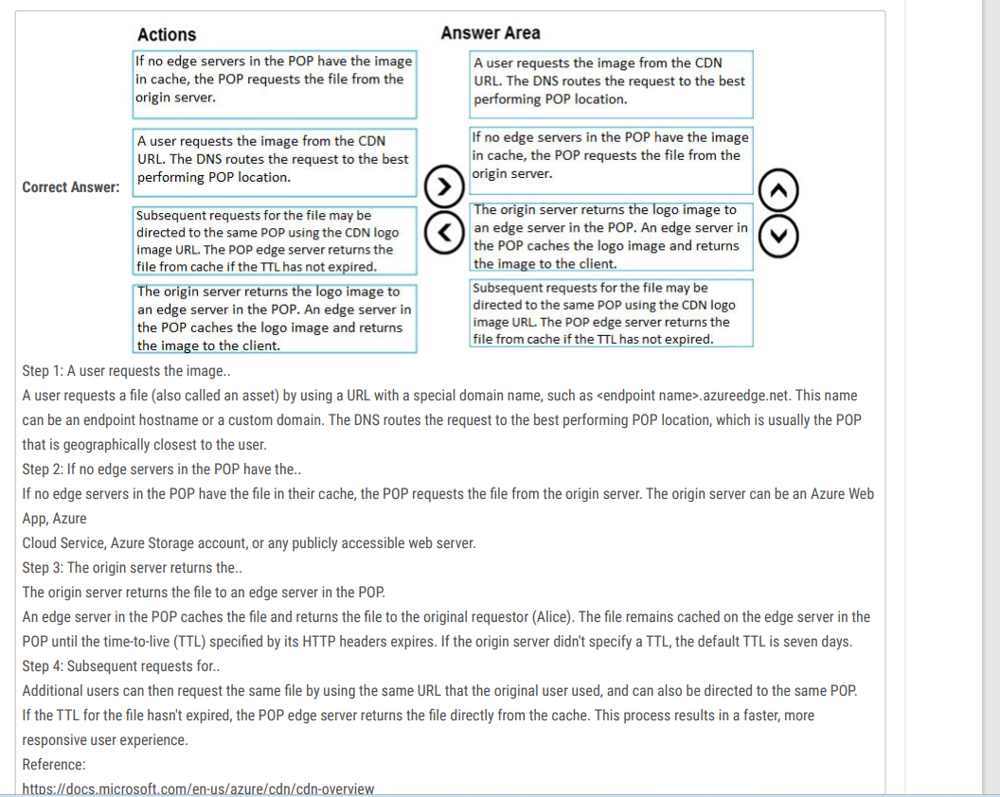 Actions
Answer Area
If no edge servers in the POP have the image
in cache, the POP requests the file from the
origin server.
A user requests the image from the CDN
URL. The DNS routes the request to the best
performing POP location.
Subsequent requests for the file may be
directed to the same POP using the CDN logo
image URL. The POP edge server returns the
file from cache if the TTL has not expired.
The origin server returns the logo image to
an edge server in the POP. An edge server in
the POP caches the logo image and returns
the image to the client.
A user requests the image from the CDN
URL. The DNS routes the request to the best
performing POP location.
If no edge servers in the POP have the image
in cache, the POP requests the file from the
origin server.
The origin server returns the logo image to
an edge server in the POP. An edge server in
the POP caches the logo image and returns
the image to the client.
Subsequent requests for the file may be
directed to the same POP using the CDN logo
image URL. The POP edge server returns the
file from cache if the TTL has not expired.
Correct Answer:
Step 1: A user requests the image..
A user requests a file (also called an asset) by using a URL with a special domain name, such as <endpoint name>.azureedge.net. This name
can be an endpoint hostname or a custom domain. The DNS routes the request to the best performing POP location, which is usually the POP
that is geographically closest to the user.
Step 2: If no edge servers in the POP have the..
If no edge servers in the POP have the file in their cache, the POP requests the file from the origin server. The origin server can be an Azure Web
App, Azure
Cloud Service, Azure Storage account, or any publicly accessible web server.
Step 3: The origin server returns the..
The origin server returns the file to an edge server in the POP.
An edge server in the POP caches the file and returns the file to the original requestor (Alice). The file remains cached on the edge server in the
POP until the time-to-live (TTL) specified by its HTTP headers expires. If the origin server didn't specify a TTL, the default TTL is seven days.
Step 4: Subsequent requests for..
Additional users can then request the same file by using the same URL that the original user used, and can also be directed to the same POP.
If the TTL for the file hasn't expired, the POP edge server returns the file directly from the cache. This process results in a faster, more
responsive user experience.
Reference:
https://docs.microsoft.com/en-us/azure/cdn/cdn-overview